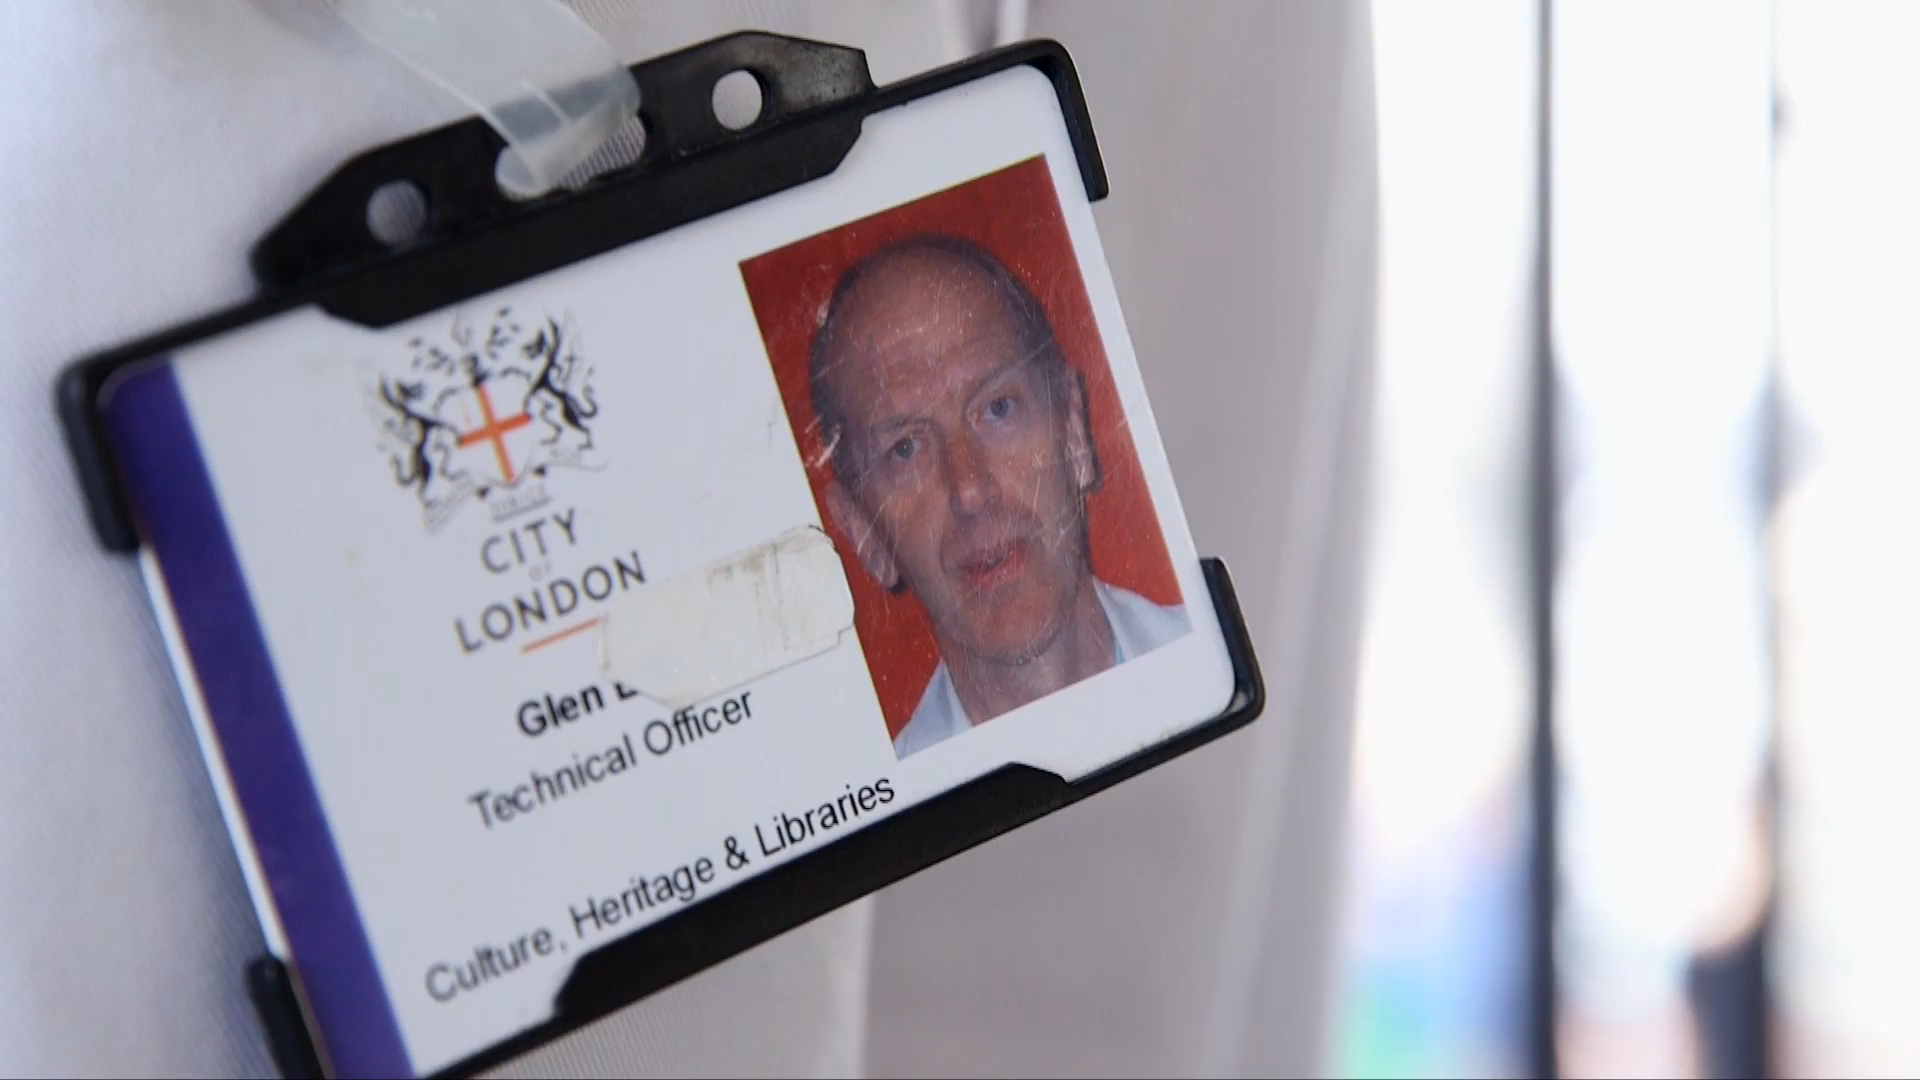 CITY
OF
LONDON
Glen
Technical Officer
Culture, Heritage & Libraries